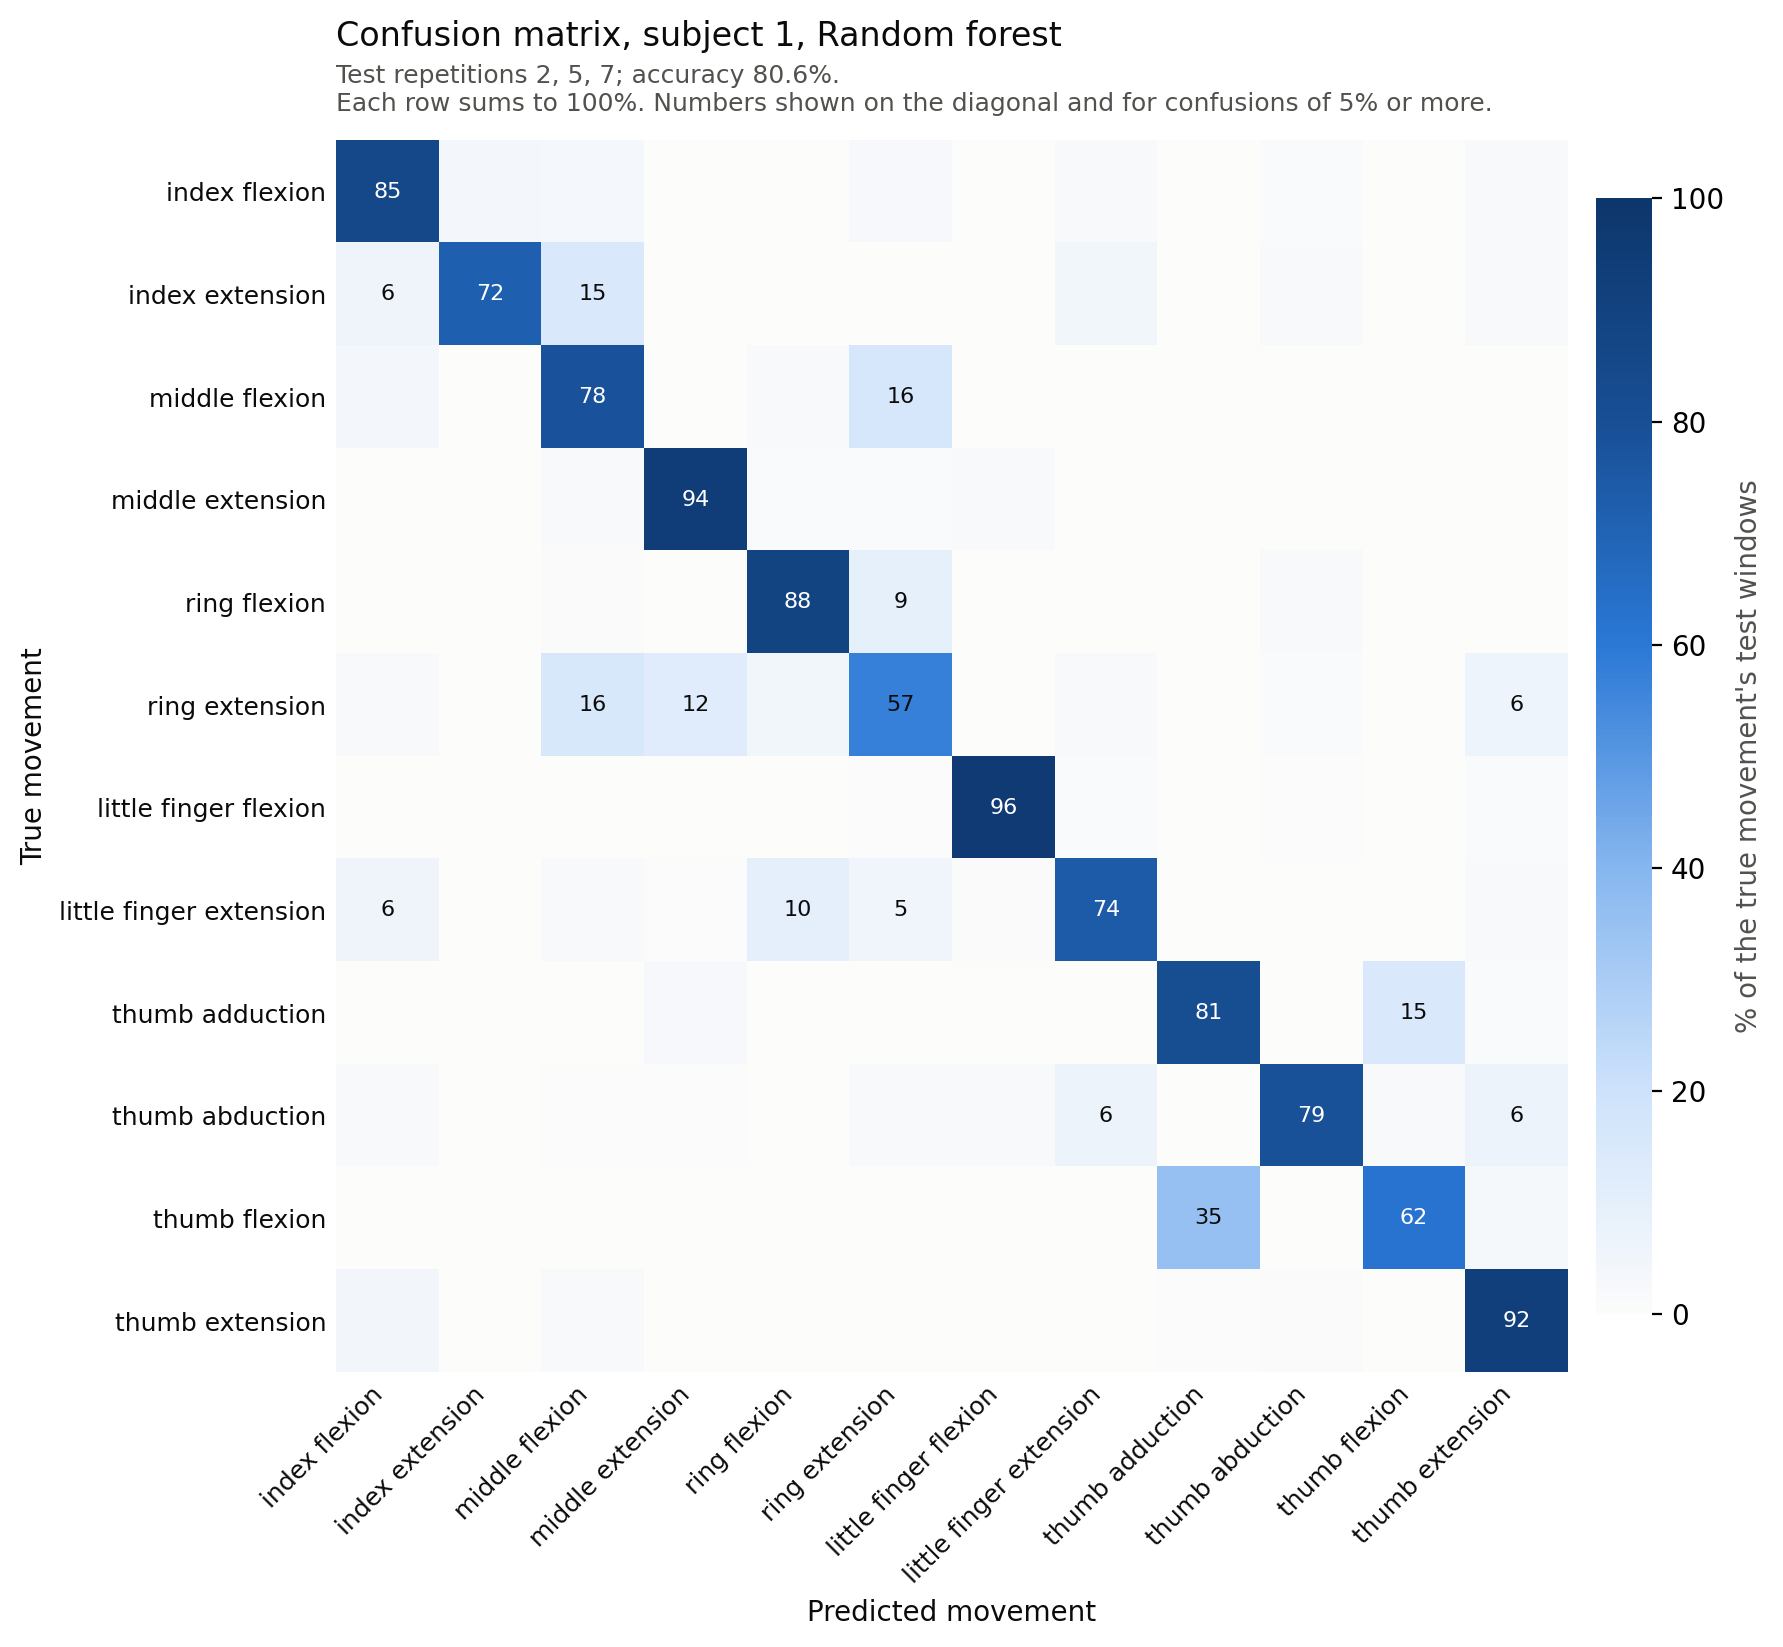 Confusion matrix, subject 1, Random forest
Test repetitions 2, 5, 7; accuracy 80.6%.
Each row sums to 100%. Numbers shown on the diagonal and for confusions of 5% or more.
True movement
index flexion 85
index extension 6 72 15
middle flexion 78 16
middle extension 94
ring flexion 88 9
ring extension 16 12 57 6
little finger flexion 96
little finger extension 6 10 5 74
thumb adduction 81 15
thumb abduction 6 79 6
thumb flexion 35 62
thumb extension 92
index flexion
index extension
middle flexion
middle extension
ring flexion
ring extension
little finger flexion
little finger extension
thumb adduction
thumb abduction
thumb flexion
thumb extension
Predicted movement
100
80
60
40
20
0
% of the true movement's test windows